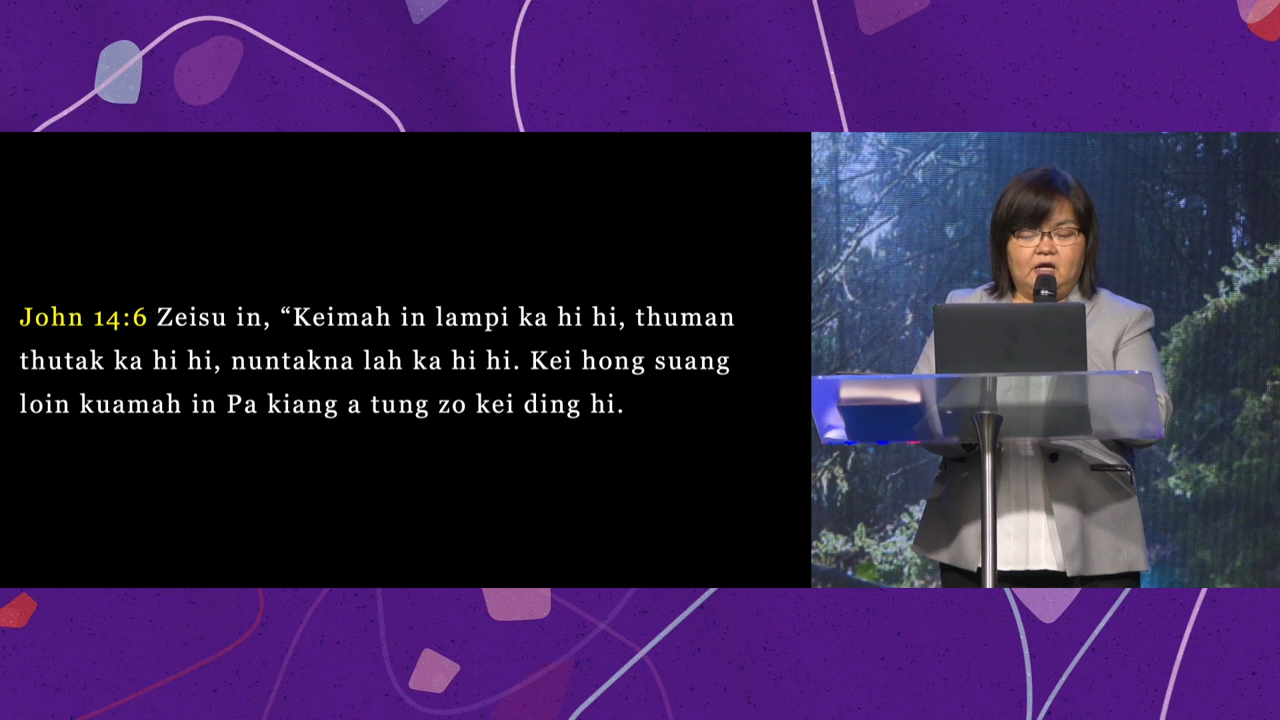 John 14:6 Zeisu in, “Keimah in lampi ka hi hi, thuman
thutak ka hi hi, nuntakna lah ka hi hi. Kei hong suang
loin kuamah in Pa kiang a tung zo kei ding hi.